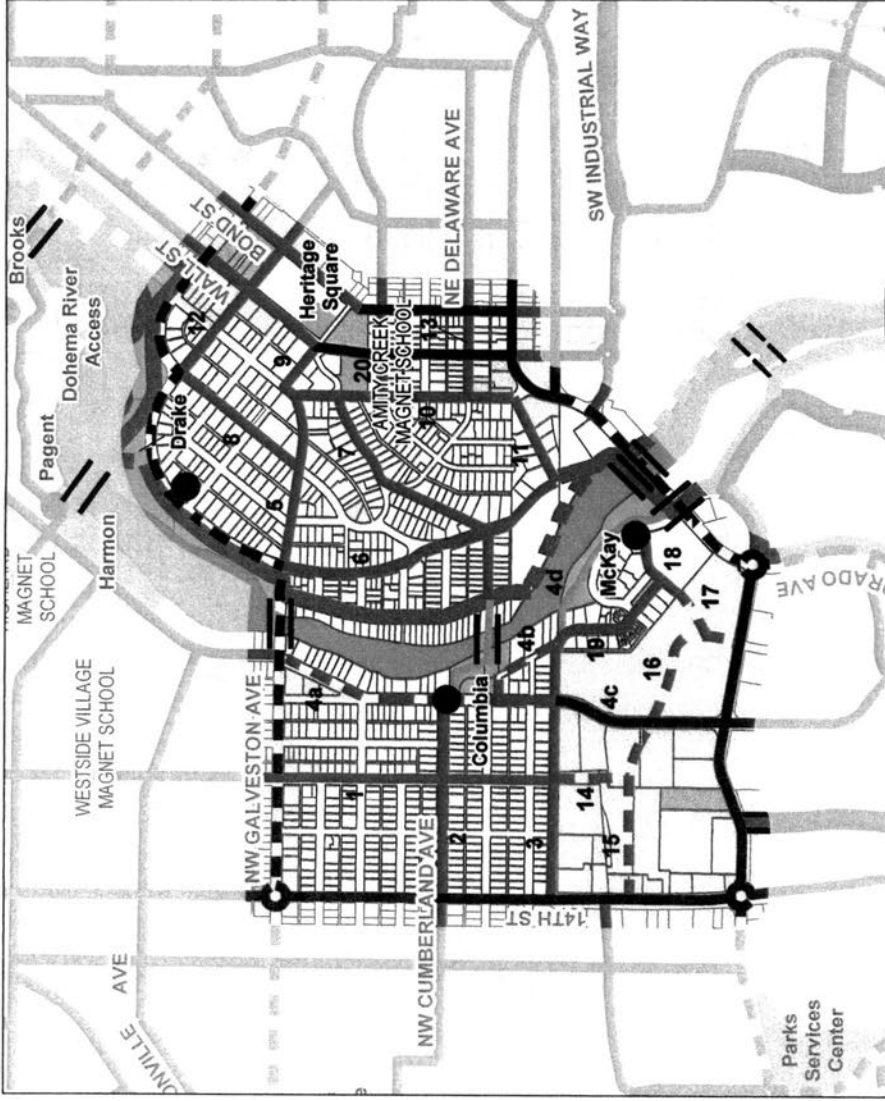 Brooks
Dohema River
Access
Pagent
Harmon
MAGNET
SCHOOL
WESTSIDE VILLAGE
MAGNET SCHOOL
AVE
ONVILLE
NW GALVESTON AVE
NW CUMBERLAND AVE
14TH ST
Parks
Services
Center
WALL ST
BOND ST
Heritage
Square
Drake
AMITY CREEK
MAGNET SCHOOL
NE DELAWARE AVE
SW INDUSTRIAL WAY
Columbia
McKay
ORADO AVE
1
2
3
4a
4b
4c
4d
5
6
7
8
9
10
11
12
13
14
15
16
17
18
19
20